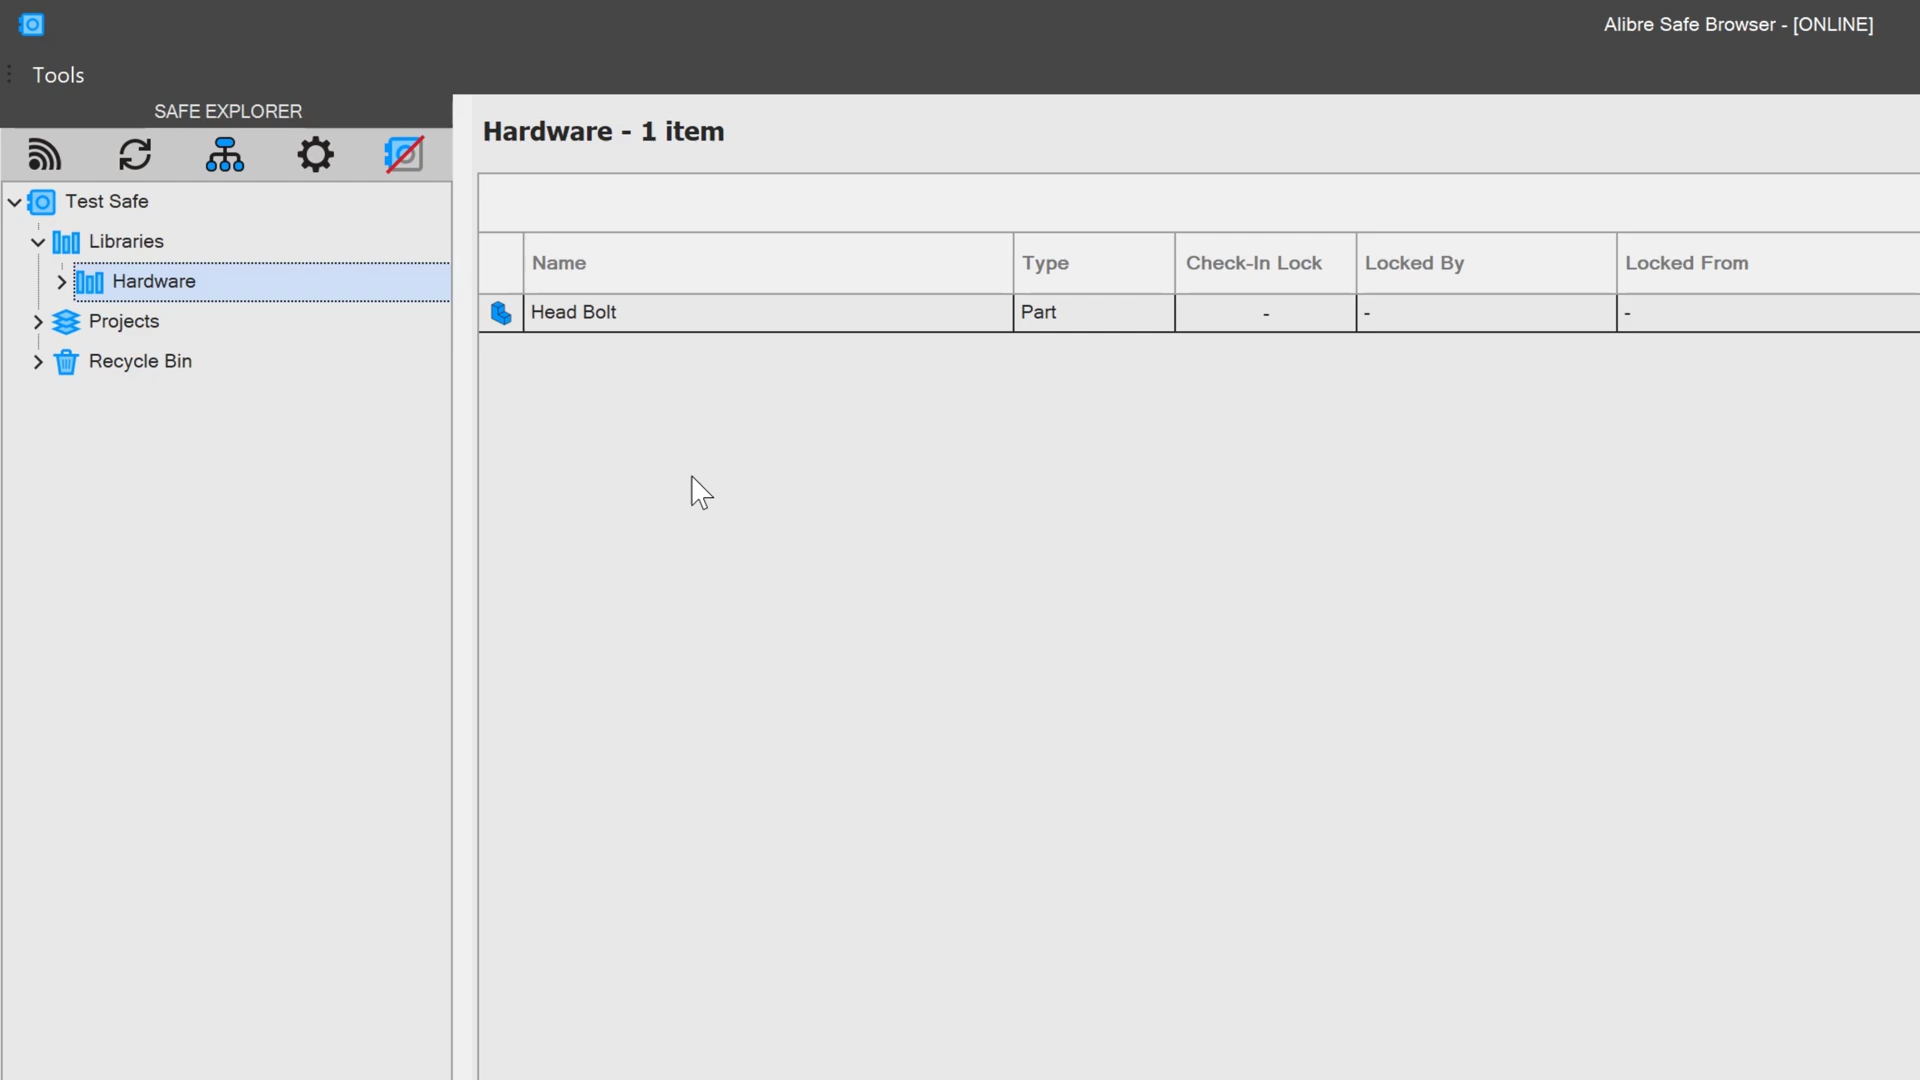 Alibre Safe Browser - [ONLINE]
Tools
SAFE EXPLORER
Test Safe
Libraries
Hardware
Projects
Recycle Bin
Hardware - 1 item
Name Type Check-In Lock Locked By Locked From
Head Bolt Part - - -